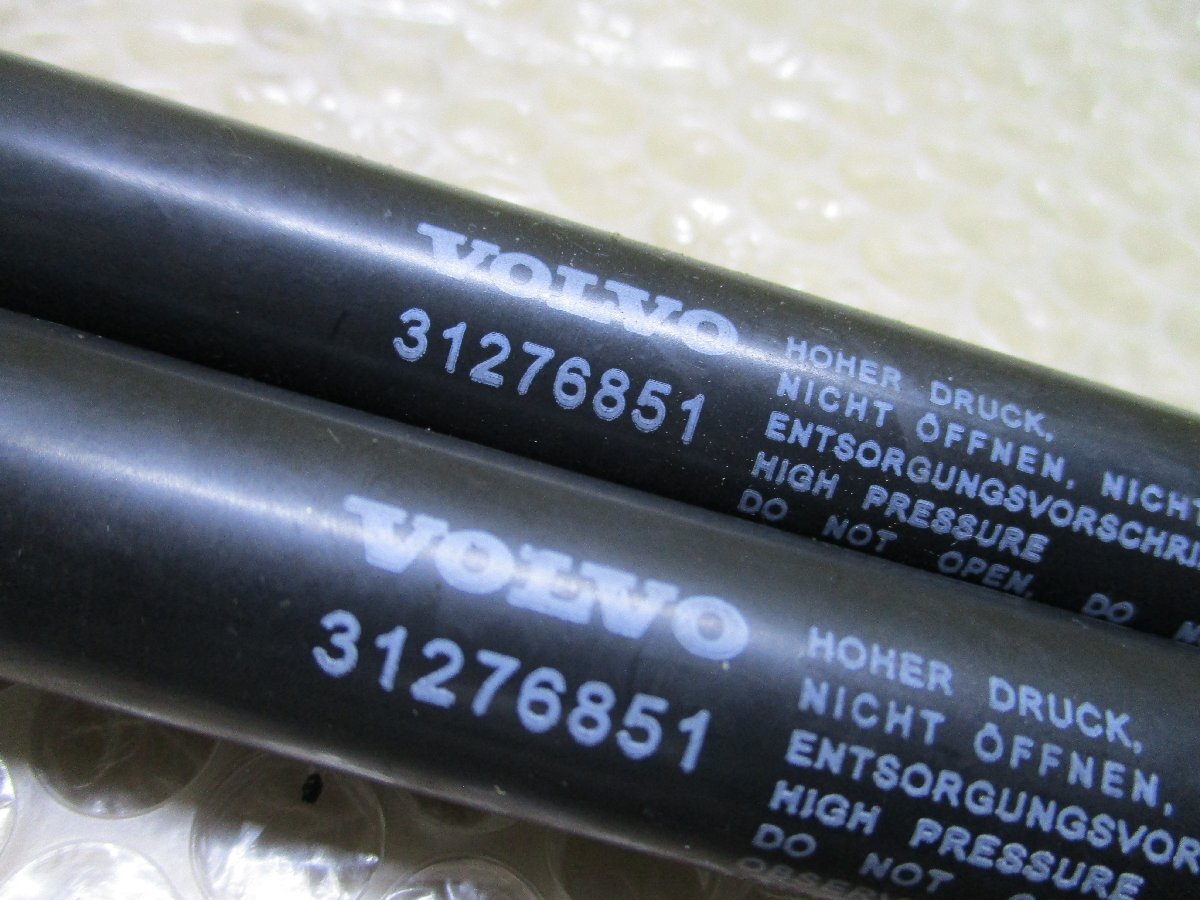 VOLVO
31276851
HOHER DRUCK,
NICHT ÖFFNEN, NICHT
ENTSORGUNGSVORSCHRI
HIGH PRESSURE
DO NOT OPEN, DO
VOLVO
31276851
HOHER DRUCK,
NICHT ÖFFNEN,
ENTSORGUNGSVOR
HIGH PRESSURE
DO NOT